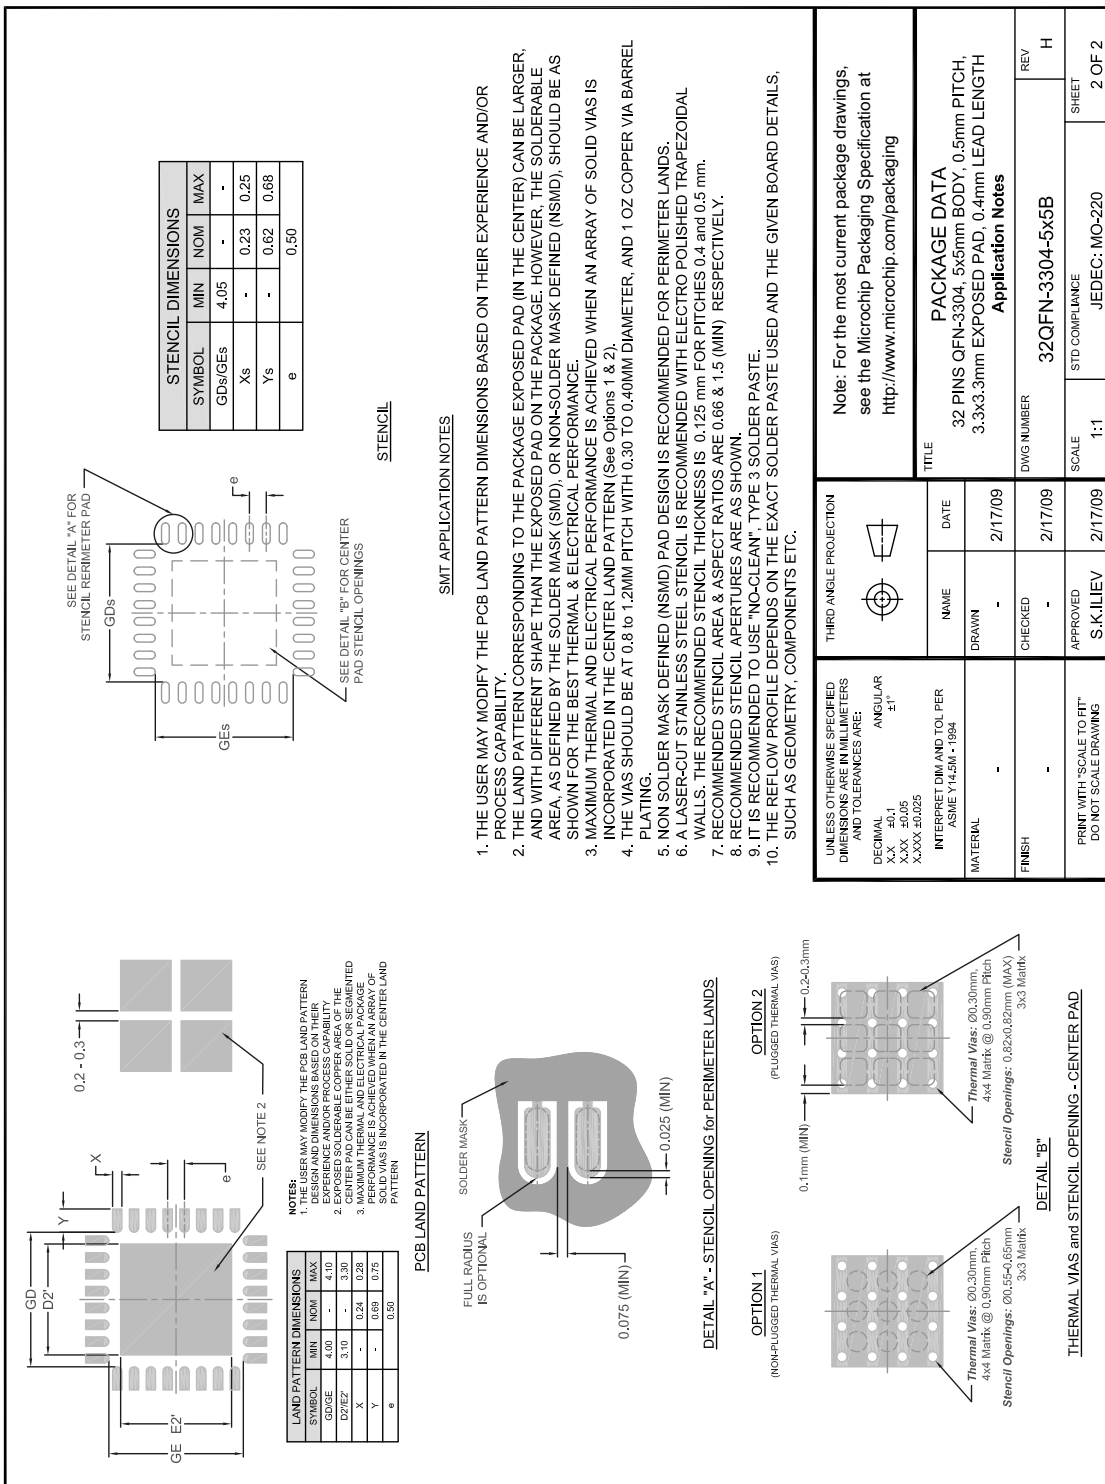 GD
D2'
GE
E2'
Y
X
e
0.2 - 0.3
SEE NOTE 2
LAND PATTERN DIMENSIONS
SYMBOL MIN NOM MAX
GD/GE 4.00 - 4.10
D2'/E2' 3.10 - 3.30
X - 0.24 0.28
Y - 0.69 0.75
e 0.50
NOTES:
1. THE USER MAY MODIFY THE PCB LAND PATTERN
DESIGN AND DIMENSIONS BASED ON THEIR
EXPERIENCE AND/OR PROCESS CAPABILITY
2. EXPOSED SOLDERABLE COPPER AREA OF THE
CENTER PAD CAN BE EITHER SOLID OR SEGMENTED
3. MAXIMUM THERMAL AND ELECTRICAL PACKAGE
PERFORMANCE IS ACHIEVED WHEN AN ARRAY OF
SOLID VIAS IS INCORPORATED IN THE CENTER LAND
PATTERN
PCB LAND PATTERN
SEE DETAIL "A" FOR
STENCIL RERIMETER PAD
GDs
GEs
e
SEE DETAIL "B" FOR CENTER
PAD STENCIL OPENINGS
STENCIL DIMENSIONS
SYMBOL MIN NOM MAX
GDs/GEs 4.05 - -
Xs - 0.23 0.25
Ys - 0.62 0.68
e 0.50
STENCIL
FULL RADIUS
IS OPTIONAL
SOLDER MASK
0.075 (MIN)
0.025 (MIN)
DETAIL "A" - STENCIL OPENING for PERIMETER LANDS
OPTION 1
(NON-PLUGGED THERMAL VIAS)
Thermal Vias: Ø0.30mm,
4x4 Matrix @ 0.90mm Pitch
Stencil Openings: Ø0.55-0.65mm
3x3 Matrix
OPTION 2
(PLUGGED THERMAL VIAS)
0.1mm (MIN)
0.2-0.3mm
Thermal Vias: Ø0.30mm,
4x4 Matrix @ 0.90mm Pitch
Stencil Openings: 0.82x0.82mm (MAX)
3x3 Matrix
DETAIL "B"
THERMAL VIAS and STENCIL OPENING - CENTER PAD
SMT APPLICATION NOTES
1. THE USER MAY MODIFY THE PCB LAND PATTERN DIMENSIONS BASED ON THEIR EXPERIENCE AND/OR
PROCESS CAPABILITY.
2. THE LAND PATTERN CORRESPONDING TO THE PACKAGE EXPOSED PAD (IN THE CENTER) CAN BE LARGER,
AND WITH DIFFERENT SHAPE THAN THE EXPOSED PAD ON THE PACKAGE. HOWEVER, THE SOLDERABLE
AREA, AS DEFINED BY THE SOLDER MASK (SMD), OR NON-SOLDER MASK DEFINED (NSMD), SHOULD BE AS
SHOWN FOR THE BEST THERMAL & ELECTRICAL PERFORMANCE.
3. MAXIMUM THERMAL AND ELECTRICAL PERFORMANCE IS ACHIEVED WHEN AN ARRAY OF SOLID VIAS IS
INCORPORATED IN THE CENTER LAND PATTERN (See Options 1 & 2).
4. THE VIAS SHOULD BE AT 0.8 to 1.2MM PITCH WITH 0.30 TO 0.40MM DIAMETER, AND 1 OZ COPPER VIA BARREL
PLATING.
5. NON SOLDER MASK DEFINED (NSMD) PAD DESIGN IS RECOMMENDED FOR PERIMETER LANDS.
6. A LASER-CUT STAINLESS STEEL STENCIL IS RECOMMENDED WITH ELECTRO POLISHED TRAPEZOIDAL
WALLS. THE RECOMMENDED STENCIL THICKNESS IS 0.125 mm FOR PITCHES 0.4 and 0.5 mm.
7. RECOMMENDED STENCIL AREA & ASPECT RATIOS ARE 0.66 & 1.5 (MIN) RESPECTIVELY.
8. RECOMMENDED STENCIL APERTURES ARE AS SHOWN.
9. IT IS RECOMMENDED TO USE "NO-CLEAN", TYPE 3 SOLDER PASTE.
10. THE REFLOW PROFILE DEPENDS ON THE EXACT SOLDER PASTE USED AND THE GIVEN BOARD DETAILS,
SUCH AS GEOMETRY, COMPONENTS ETC.
UNLESS OTHERWISE SPECIFIED
DIMENSIONS ARE IN MILLIMETERS
AND TOLERANCES ARE:
DECIMAL ANGULAR
X.X ±0.1 ±1°
X.XX ±0.05
X.XXX ±0.025
INTERPRET DIM AND TOL PER
ASME Y14.5M - 1994
MATERIAL
-
FINISH
-
PRINT WITH "SCALE TO FIT"
DO NOT SCALE DRAWING
THIRD ANGLE PROJECTION
NAME DATE
DRAWN
- 2/17/09
CHECKED
- 2/17/09
APPROVED
S.K.ILIEV 2/17/09
Note: For the most current package drawings,
see the Microchip Packaging Specification at
http://www.microchip.com/packaging
TITLE
PACKAGE DATA
32 PINS QFN-3304, 5x5mm BODY, 0.5mm PITCH,
3.3x3.3mm EXPOSED PAD, 0.4mm LEAD LENGTH
Application Notes
DWG NUMBER
32QFN-3304-5x5B
REV
H
SCALE
1:1
STD COMPLIANCE
JEDEC: MO-220
SHEET
2 OF 2